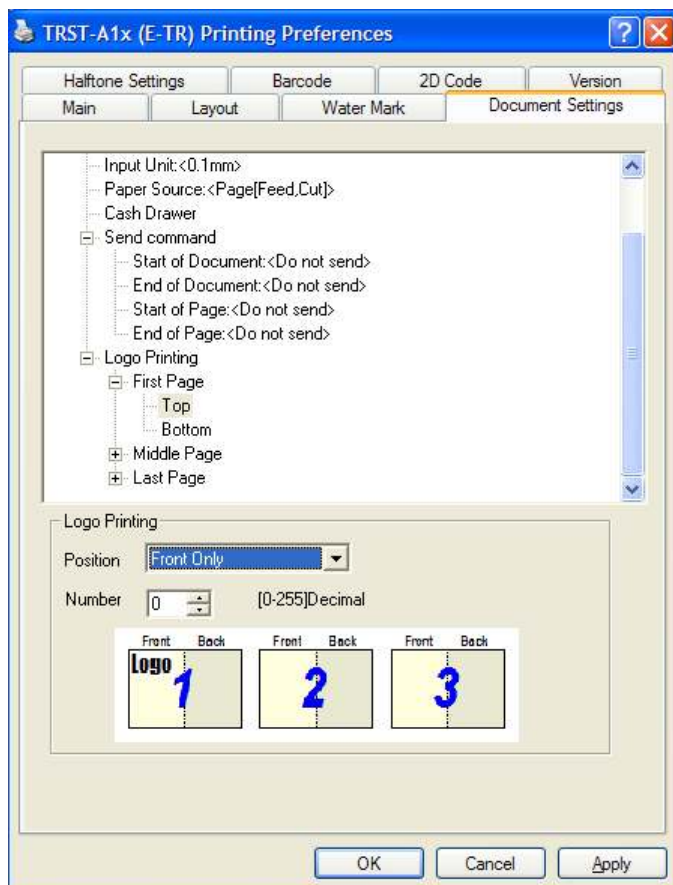 TRST-A1x (E-TR) Printing Preferences
Halftone Settings Barcode 2D Code Version
Main Layout Water Mark Document Settings
Input Unit:<0.1mm>
Paper Source:<Page[Feed,Cut]>
Cash Drawer
Send command
Start of Document:<Do not send>
End of Document:<Do not send>
Start of Page:<Do not send>
End of Page:<Do not send>
Logo Printing
First Page
Top
Bottom
Middle Page
Last Page
Logo Printing
Position Front Only
Number 0 [0-255]Decimal
Front Back Front Back Front Back
Logo 1 2 3
OK Cancel Apply